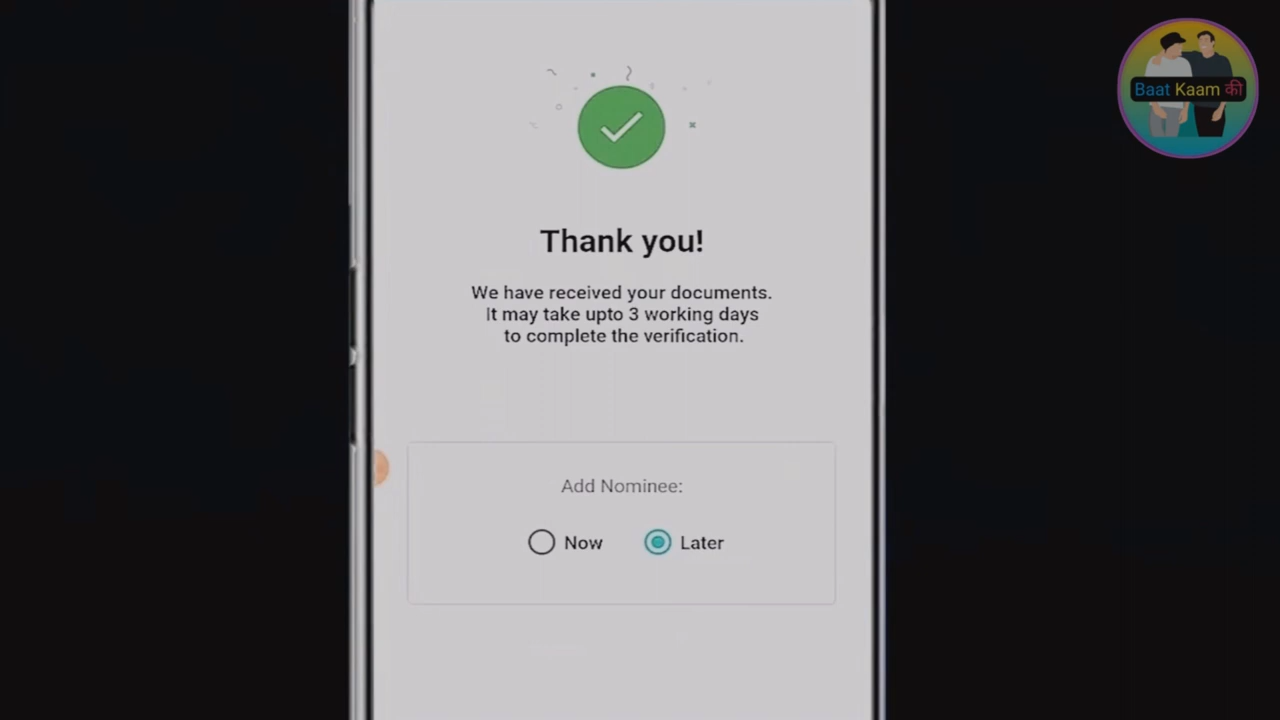 Baat Kaam की
Thank you!
We have received your documents.
It may take upto 3 working days
to complete the verification.
Add Nominee:
Now
Later